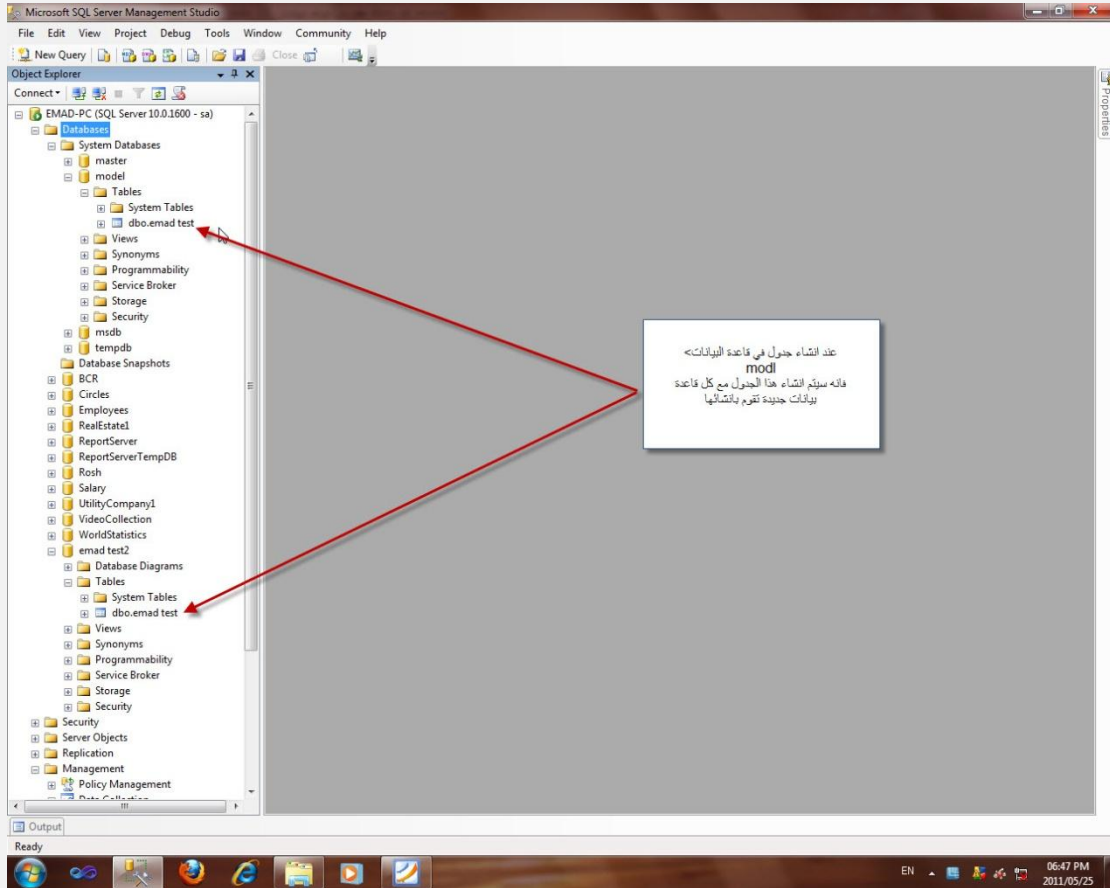 Microsoft SQL Server Management Studio
File Edit View Project Debug Tools Window Community Help
New Query Close
Object Explorer
Connect
EMAD-PC (SQL Server 10.0.1600 - sa)
Databases
System Databases
master
model
Tables
System Tables
dbo.emad test
Views
Synonyms
Programmability
Service Broker
Storage
Security
msdb
tempdb
Database Snapshots
BCR
Circles
Employees
RealEstate1
ReportServer
ReportServerTempDB
Rosh
Salary
UtilityCompany1
VideoCollection
WorldStatistics
emad test2
Database Diagrams
Tables
System Tables
dbo.emad test
Views
Synonyms
Programmability
Service Broker
Storage
Security
Security
Server Objects
Replication
Management
Policy Management
Data Collection
عند انشاء جدول في قاعدة البيانات>
modl
فانه سيتم انشاء هذا الجدول مع كل قاعدة
بيانات جديدة تقوم بانشائها
Properties
Output
Ready
EN
06:47 PM
2011/05/25